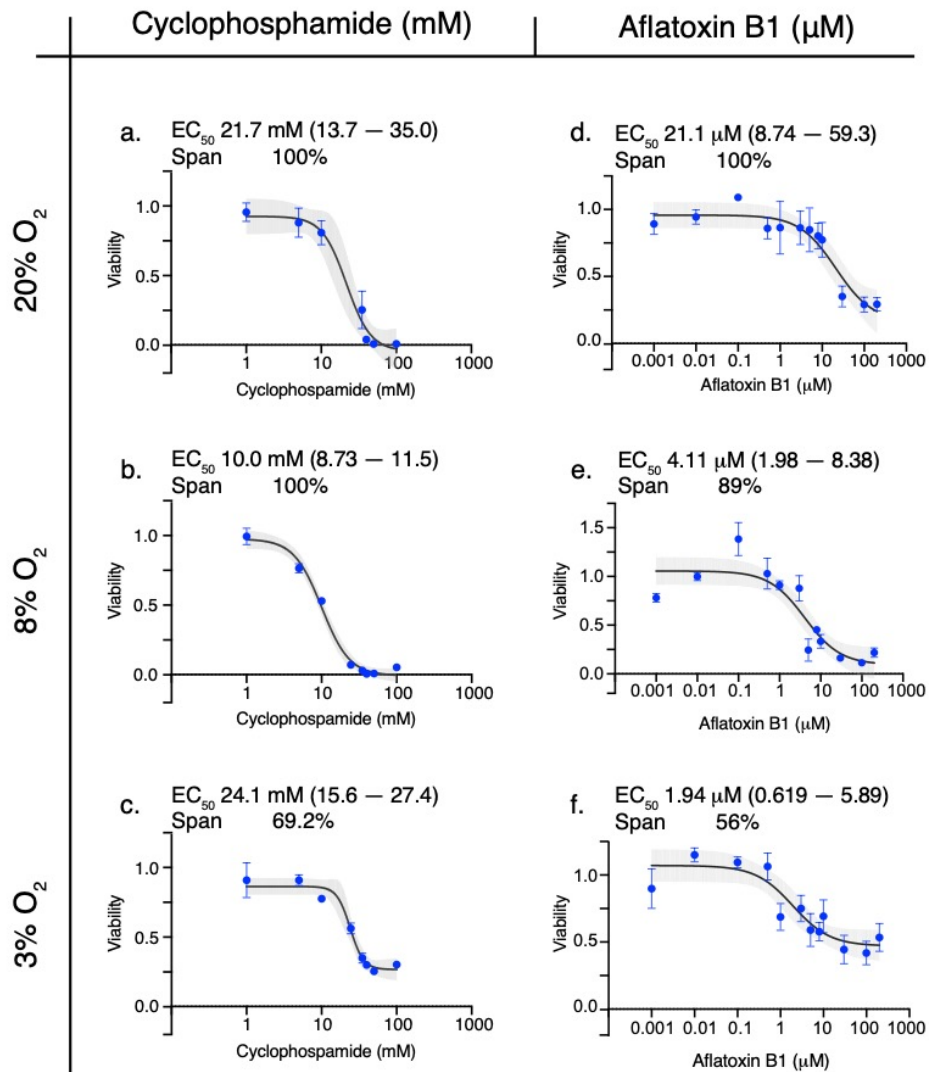 Cyclophosphamide (mM)
Aflatoxin B1 (μM)
20% O2
a.
EC50 21.7 mM (13.7 — 35.0)
Span 100%
Viability
1.0
0.5
0.0
1 10 100 1000
Cyclophospamide (mM)
d.
EC50 21.1 μM (8.74 — 59.3)
Span 100%
Viability
1.0
0.5
0.0
0.001 0.01 0.1 1 10 100 1000
Aflatoxin B1 (μM)
8% O2
b.
EC50 10.0 mM (8.73 — 11.5)
Span 100%
Viability
1.0
0.5
0.0
1 10 100 1000
Cyclophospamide (mM)
e.
EC50 4.11 μM (1.98 — 8.38)
Span 89%
Viability
1.5
1.0
0.5
0.0
0.001 0.01 0.1 1 10 100 1000
Aflatoxin B1 (μM)
3% O2
c.
EC50 24.1 mM (15.6 — 27.4)
Span 69.2%
Viability
1.0
0.5
0.0
1 10 100 1000
Cyclophospamide (mM)
f.
EC50 1.94 μM (0.619 — 5.89)
Span 56%
Viability
1.0
0.5
0.0
0.001 0.01 0.1 1 10 100 1000
Aflatoxin B1 (μM)